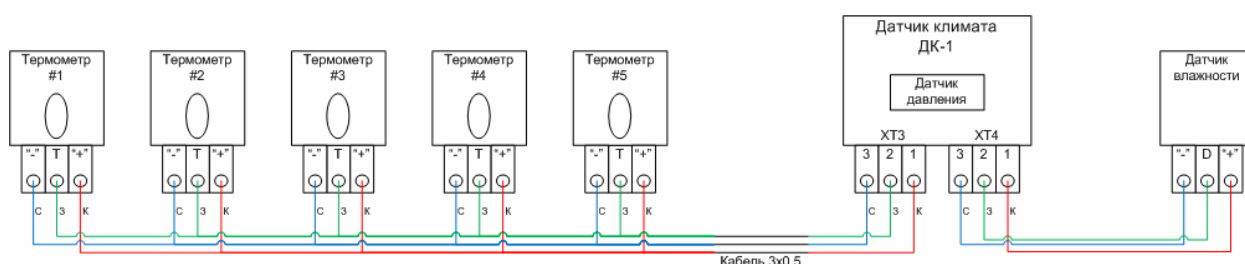 Датчик климата
ДК-1
Термометр
#1
Термометр
#2
Термометр
#3
Термометр
#4
Термометр
#5
Датчик
влажности
Датчик
давления
XT3 XT4
"-" T "+"
"-" T "+"
"-" T "+"
"-" T "+"
"-" T "+"
3 2 1
3 2 1
"-" D "+"
С З К
С З К
С З К
С З К
С З К
С З К
С З К
С З К
Кабель 3x0,5